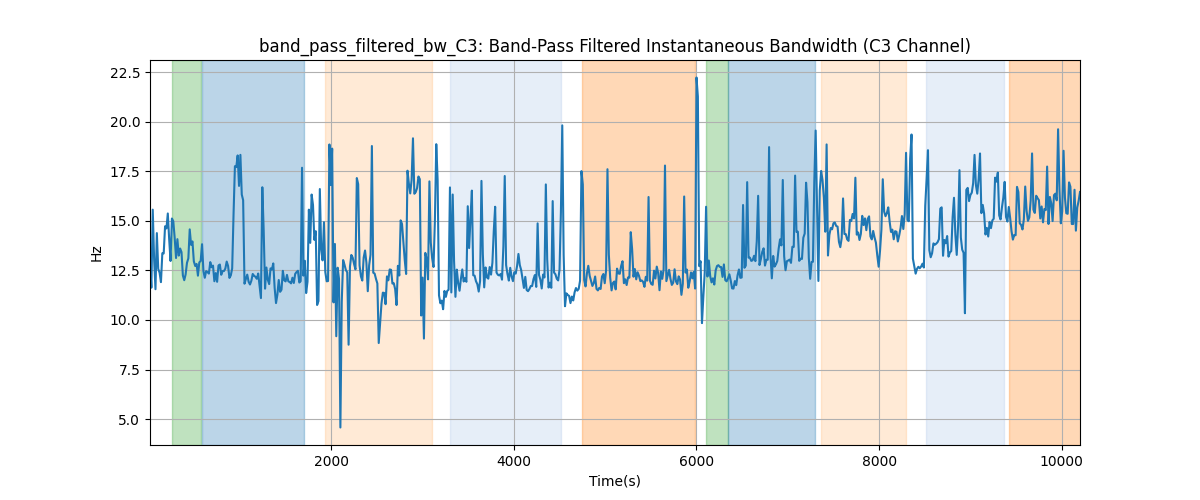 band_pass_filtered_bw_C3: Band-Pass Filtered Instantaneous Bandwidth (C3 Channel)
22.5
20.0
17.5
15.0
12.5
10.0
7.5
5.0
Hz
2000 4000 6000 8000 10000
Time(s)